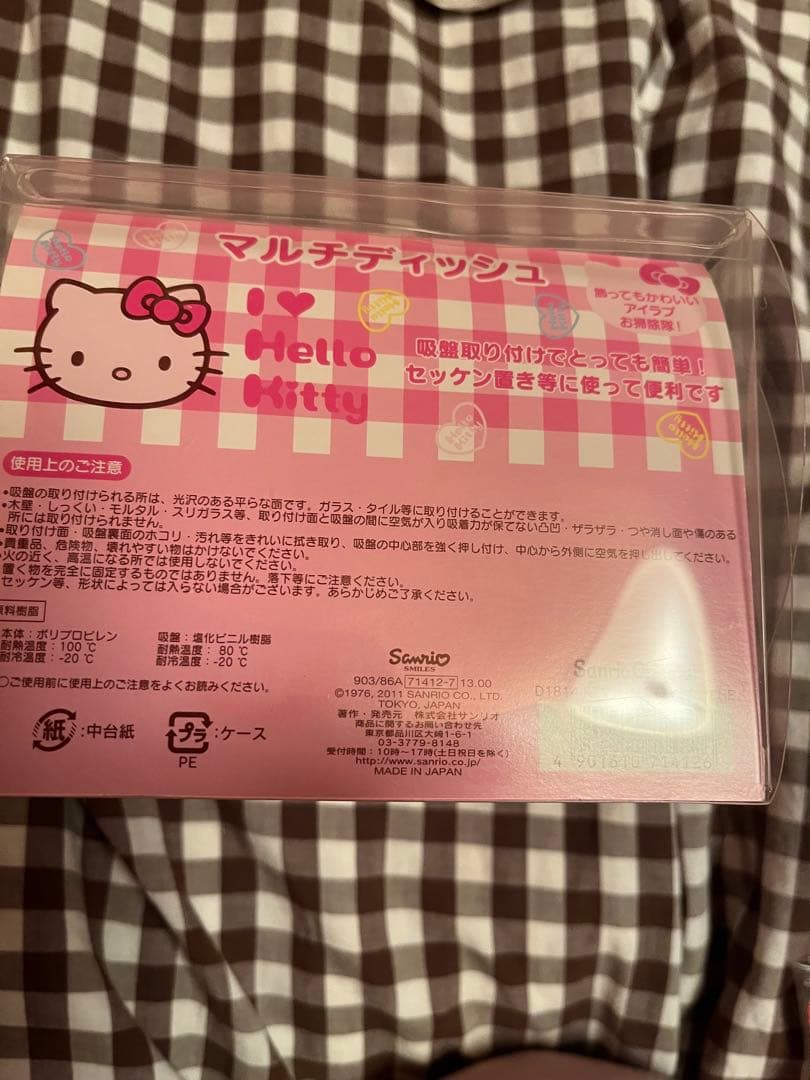 マルチディッシュ
I ❤
Hello
Kitty
飾ってもかわいい
アイラブ
お掃除隊！
吸盤取り付けでとっても簡単！
セッケン置き等に使って便利です
使用上のご注意
•吸盤の取り付けられる所は、光沢のある平らな面です。ガラス・タイル等に取り付けることができます。
•木星・しっくい・モルタル・スリガラス等、取り付け面と吸盤の間に空気が入り吸着力が保てない凸凹・ザラザラ・つや消し面や傷のある
所には取り付けられません。
•取り付け面・吸盤裏面のホコリ・汚れ等をきれいに拭き取り、吸盤の中心部を強く押し付け、中心から外側に空気を押し出してください。
•貴重品、危険物、壊れやすい物はかけないでください。
•火の近く、高温になる所では使用しないでください。
置く物を完全に固定するものではありません。落下等にご注意ください。
セッケン等、形状によっては入らない場合がございます。あらかじめご了承ください。
原料樹脂
本体：ポリプロピレン
耐熱温度：100℃
耐冷温度：-20℃
吸盤：塩化ビニル樹脂
耐熱温度：80℃
耐冷温度：-20℃
○ご使用前に使用上のご注意をよくお読みください。
紙：中台紙
プラ：ケース
PE
Sanrio
SMILES
903/86A 71412-7 13.00
©1976, 2011 SANRIO CO., LTD.
TOKYO, JAPAN
著作・発売元 株式会社サンリオ
商品に関するお問い合わせ先
東京都品川区大崎1-6-1
03-3779-8148
受付時間：10時～17時(土日祝日を除く)
http://www.sanrio.co.jp/
MADE IN JAPAN
4 901610 714126